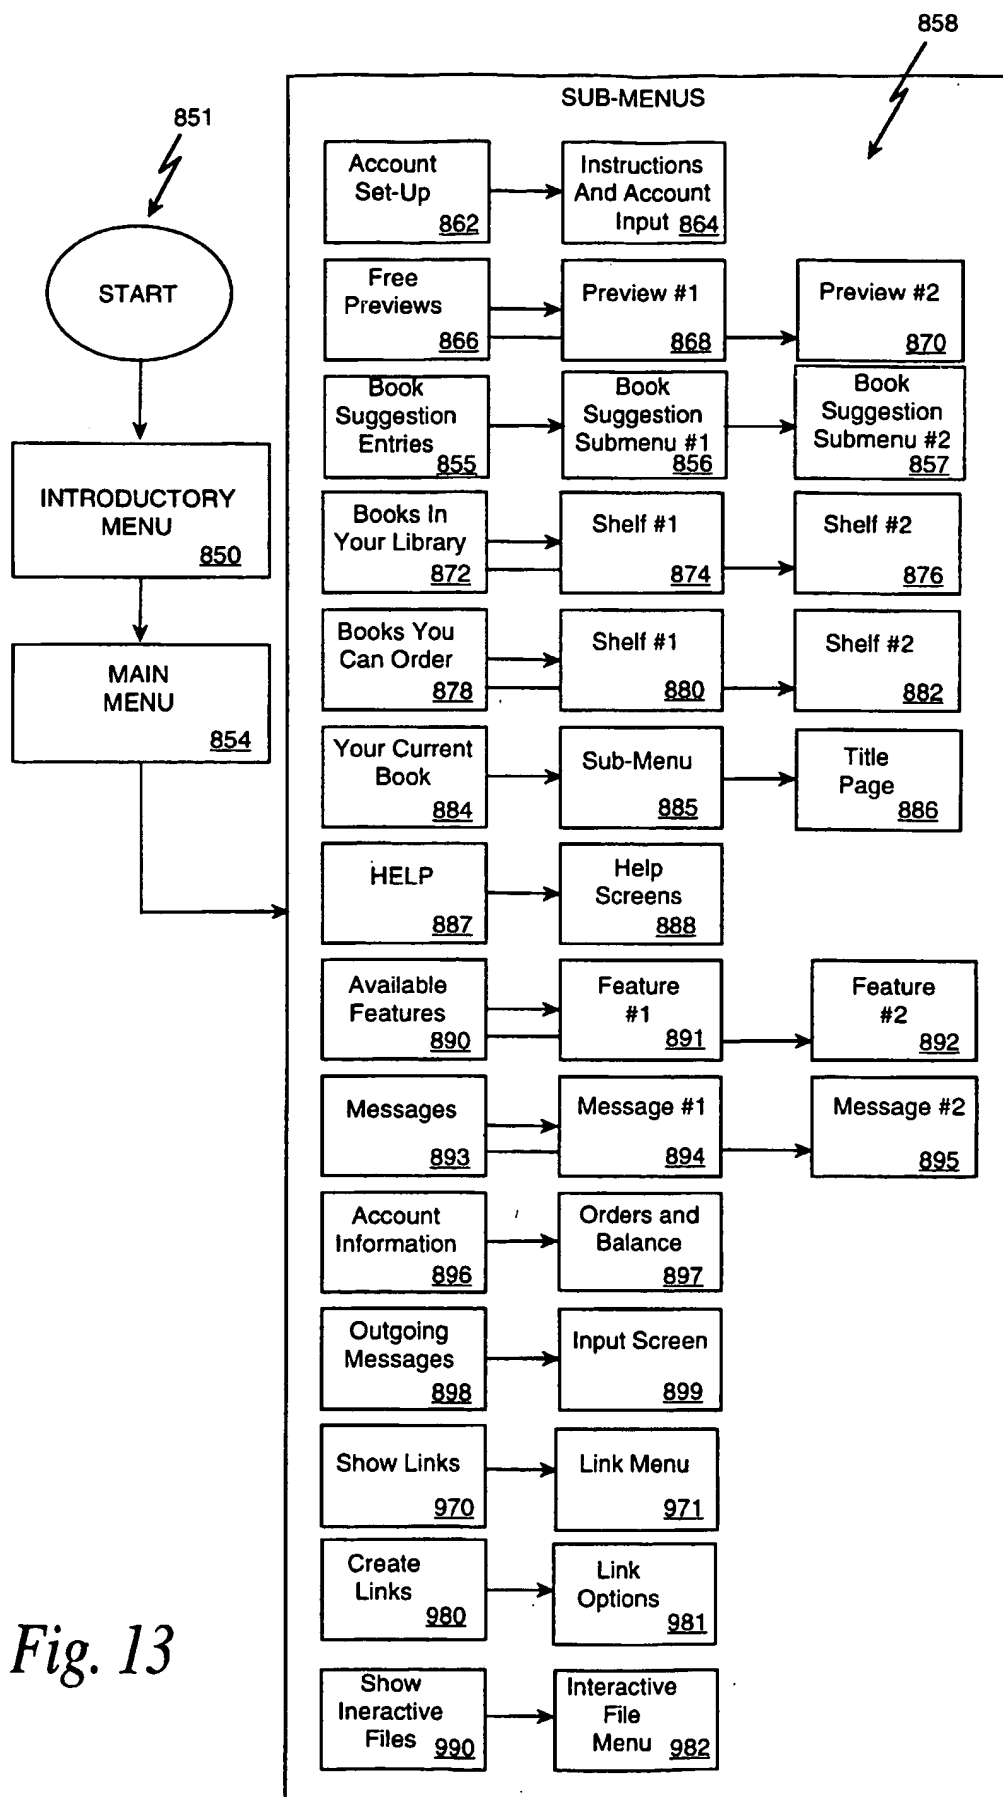 858
851
SUB-MENUS
START
INTRODUCTORY
MENU
850
MAIN
MENU
854
Account
Set-Up
862
Instructions
And Account
Input 864
Free
Previews
866
Preview #1
868
Preview #2
870
Book
Suggestion
Entries
855
Book
Suggestion
Submenu #1
856
Book
Suggestion
Submenu #2
857
Books In
Your Library
872
Shelf #1
874
Shelf #2
876
Books You
Can Order
878
Shelf #1
880
Shelf #2
882
Your Current
Book
884
Sub-Menu
885
Title
Page
886
HELP
887
Help
Screens
888
Available
Features
890
Feature
#1
891
Feature
#2
892
Messages
893
Message #1
894
Message #2
895
Account
Information
896
Orders and
Balance
897
Outgoing
Messages
898
Input Screen
899
Show Links
970
Link Menu
971
Create
Links
980
Link
Options
981
Show
Ineractive
Files 990
Interactive
File
Menu 982
Fig. 13